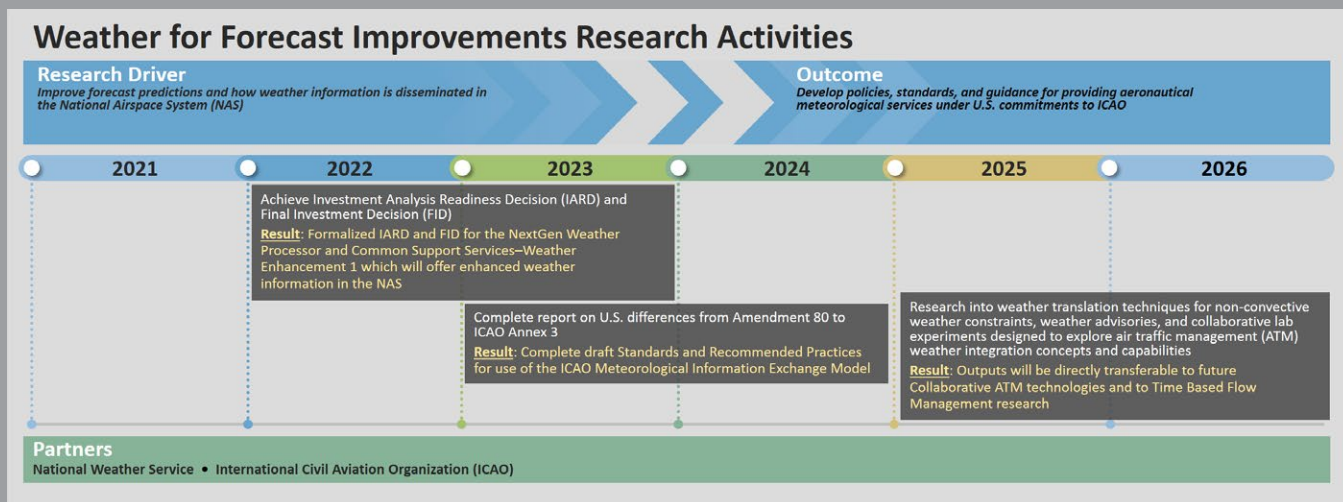 Weather for Forecast Improvements Research Activities
Research Driver
Improve forecast predictions and how weather information is disseminated in
the National Airspace System (NAS)
Outcome
Develop policies, standards, and guidance for providing aeronautical
meteorological services under U.S. commitments to ICAO
2021 2022 2023 2024 2025 2026
Achieve Investment Analysis Readiness Decision (IARD) and
Final Investment Decision (FID)
Result: Formalized IARD and FID for the NextGen Weather
Processor and Common Support Services–Weather
Enhancement 1 which will offer enhanced weather
information in the NAS
Complete report on U.S. differences from Amendment 80 to
ICAO Annex 3
Result: Complete draft Standards and Recommended Practices
for use of the ICAO Meteorological Information Exchange Model
Research into weather translation techniques for non-convective
weather constraints, weather advisories, and collaborative lab
experiments designed to explore air traffic management (ATM)
weather integration concepts and capabilities
Result: Outputs will be directly transferable to future
Collaborative ATM technologies and to Time Based Flow
Management research
Partners
National Weather Service • International Civil Aviation Organization (ICAO)